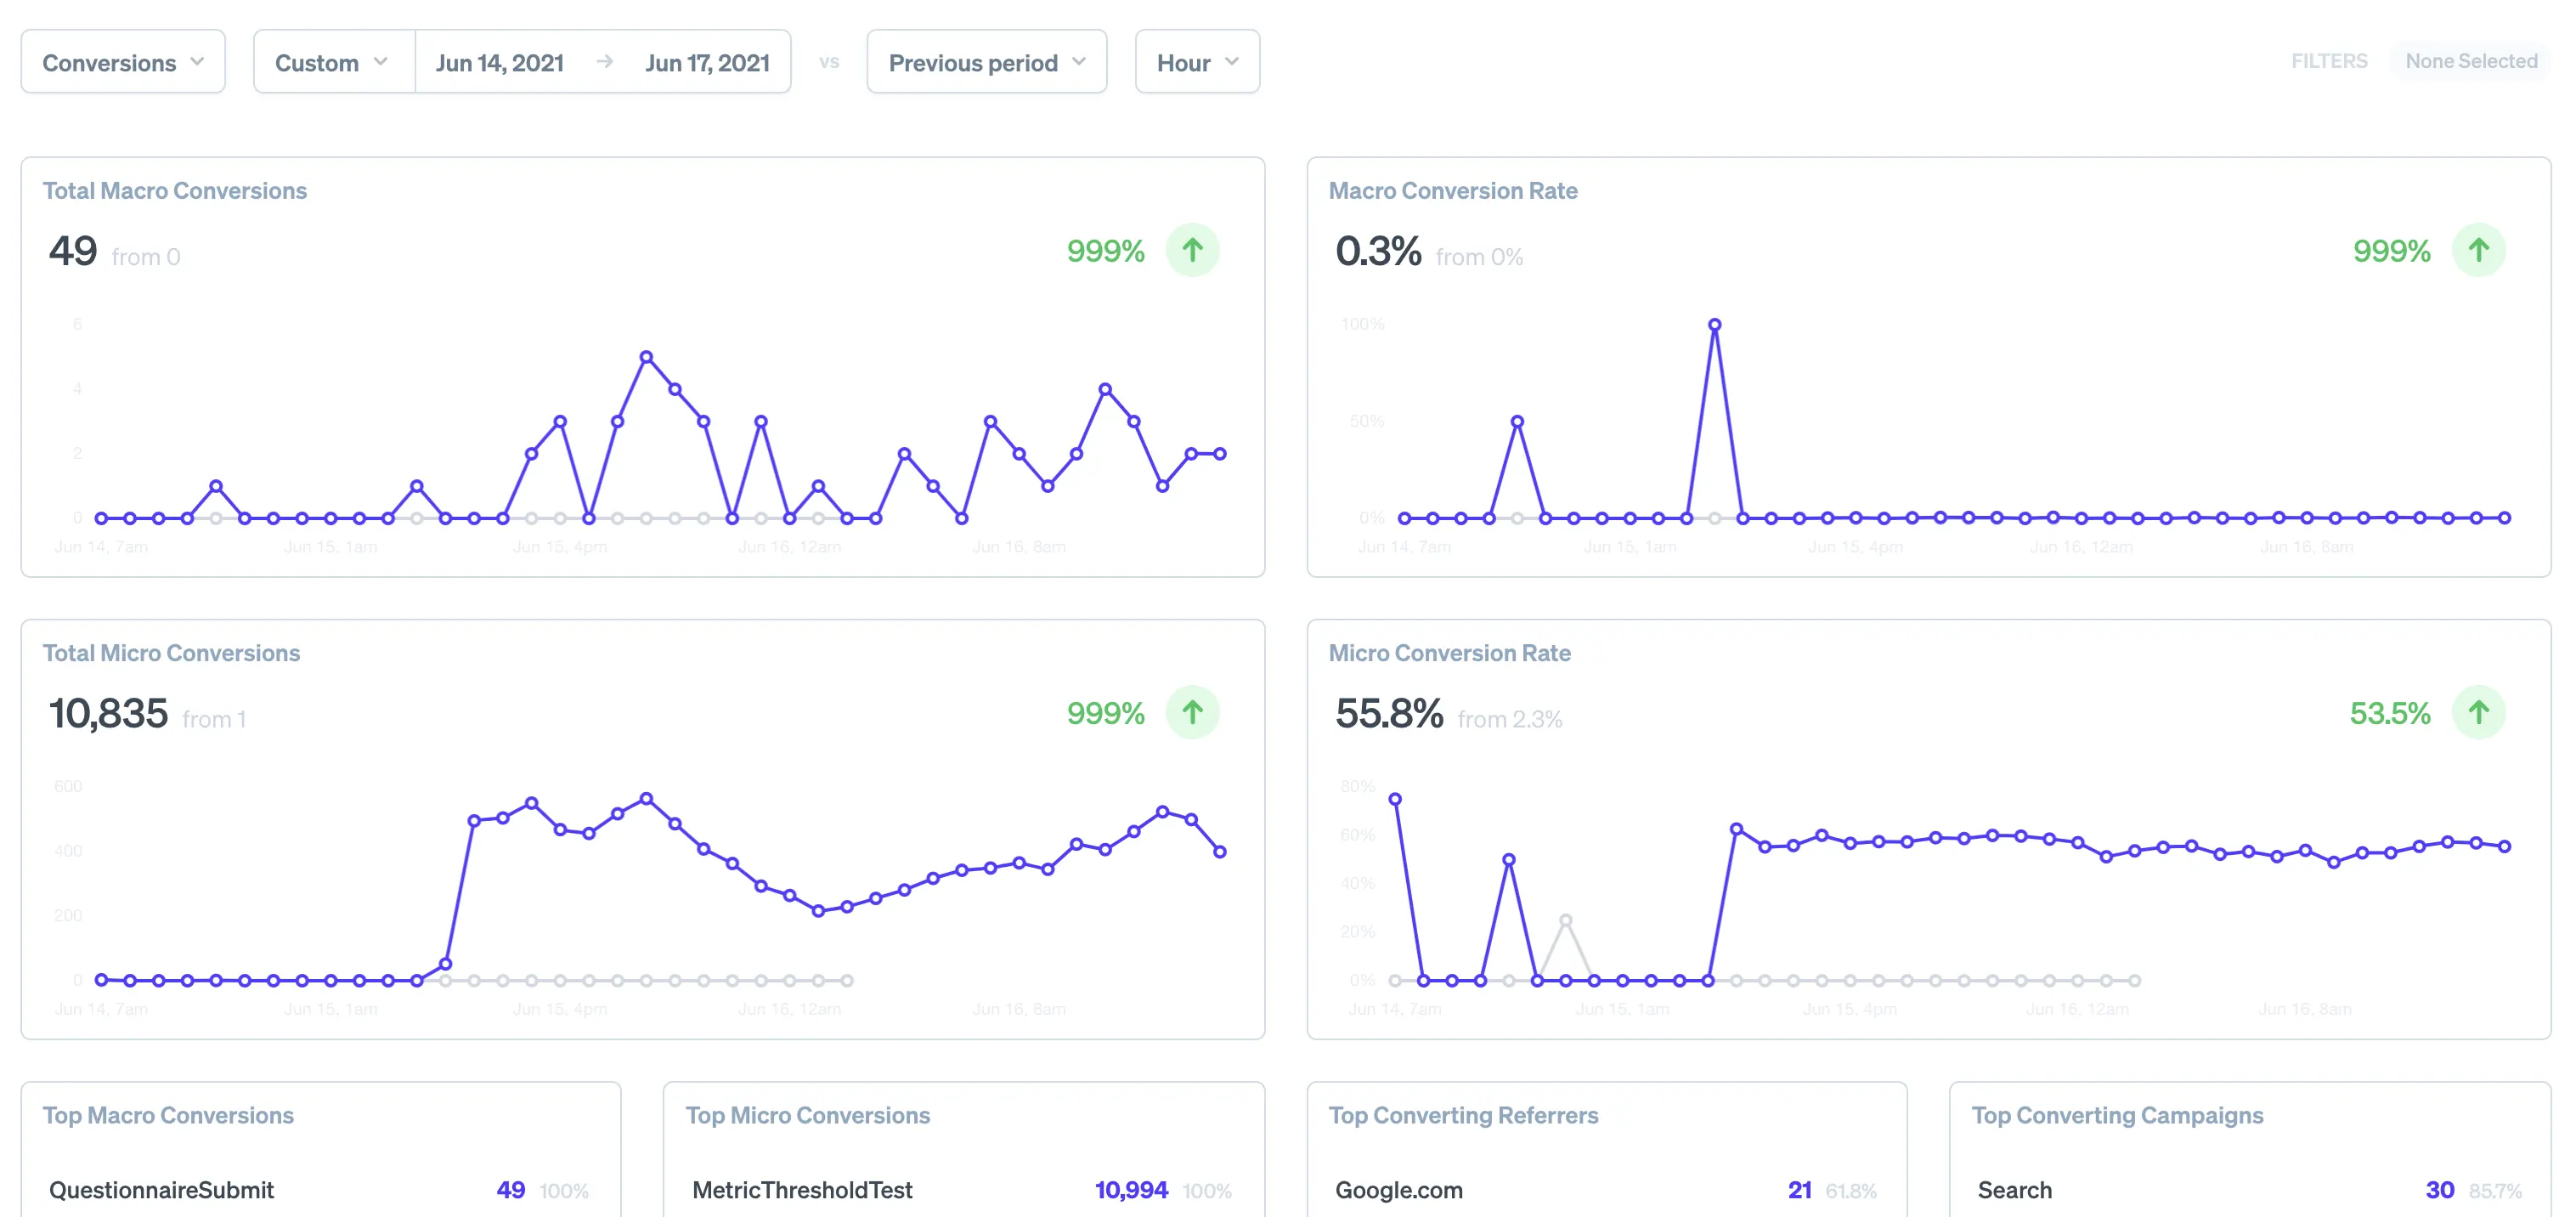 Conversions Custom Jun 14, 2021 → Jun 17, 2021 vs Previous period Hour FILTERS None Selected
Total Macro Conversions
49 from 0 999%
6
4
2
0
Jun 14, 7am Jun 15, 1am Jun 15, 4pm Jun 16, 12am Jun 16, 8am
Macro Conversion Rate
0.3% from 0% 999%
100%
50%
0%
Jun 14, 7am Jun 15, 1am Jun 15, 4pm Jun 16, 12am Jun 16, 8am
Total Micro Conversions
10,835 from 1 999%
600
400
200
0
Jun 14, 7am Jun 15, 1am Jun 15, 4pm Jun 16, 12am Jun 16, 8am
Micro Conversion Rate
55.8% from 2.3% 53.5%
80%
60%
40%
20%
0%
Jun 14, 7am Jun 15, 1am Jun 15, 4pm Jun 16, 12am Jun 16, 8am
Top Macro Conversions
QuestionnaireSubmit 49 100%
Top Micro Conversions
MetricThresholdTest 10,994 100%
Top Converting Referrers
Google.com 21 61.8%
Top Converting Campaigns
Search 30 85.7%